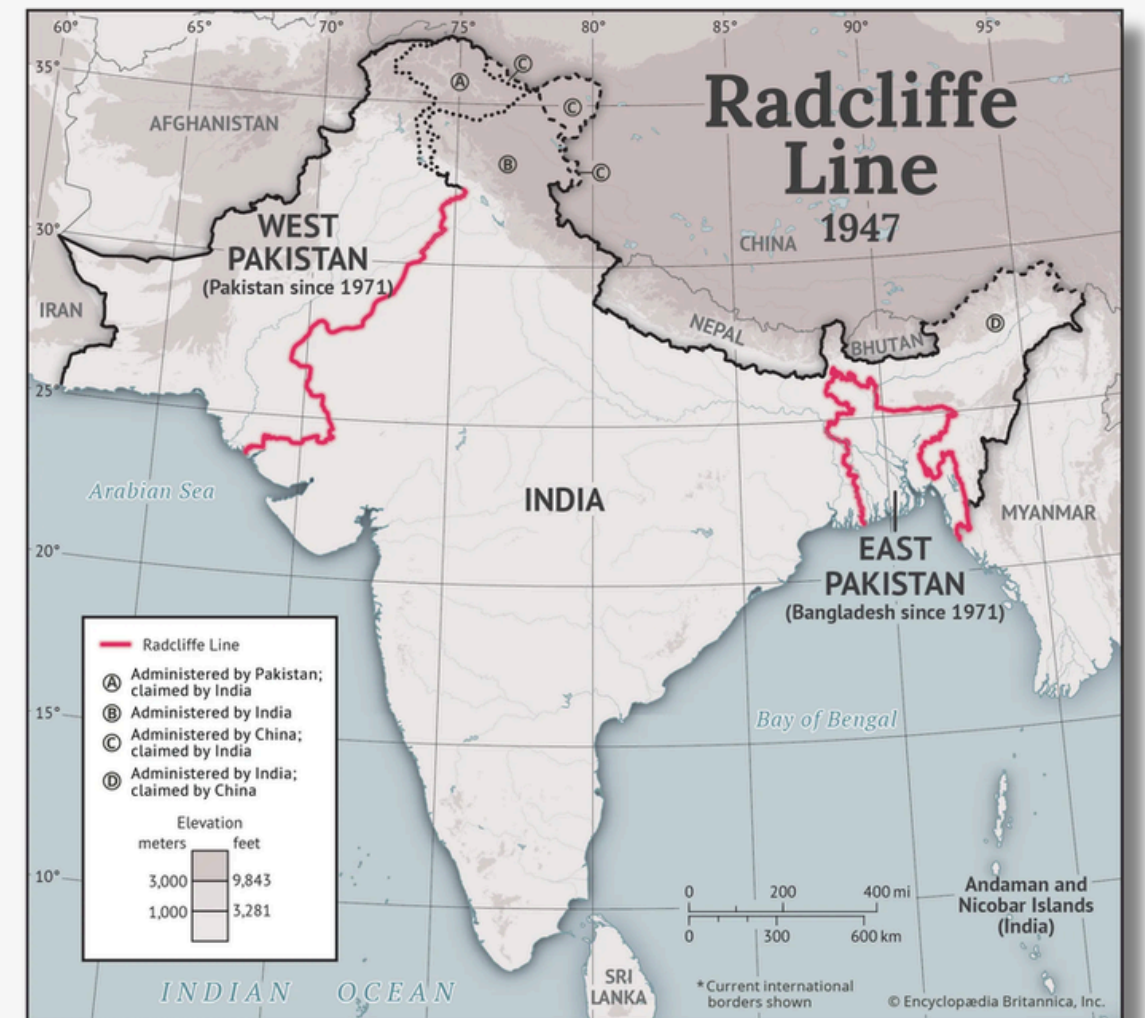 60°
65°
70°
75°
80°
85°
90°
95°
35°
30°
25°
20°
15°
10°
Radcliffe
Line
1947
AFGHANISTAN
Ⓐ
Ⓒ
Ⓒ
Ⓑ
Ⓒ
WEST
PAKISTAN
(Pakistan since 1971)
CHINA
IRAN
NEPAL
BHUTAN
Ⓓ
Arabian Sea
INDIA
MYANMAR
EAST
PAKISTAN
(Bangladesh since 1971)
Bay of Bengal
Radcliffe Line
Ⓐ Administered by Pakistan;
claimed by India
Ⓑ Administered by India
Ⓒ Administered by China;
claimed by India
Ⓓ Administered by India;
claimed by China
Elevation
meters feet
3,000 9,843
1,000 3,281
0 200 400 mi
0 300 600 km
Andaman and
Nicobar Islands
(India)
SRI
LANKA
INDIAN OCEAN
*Current international
borders shown
© Encyclopædia Britannica, Inc.